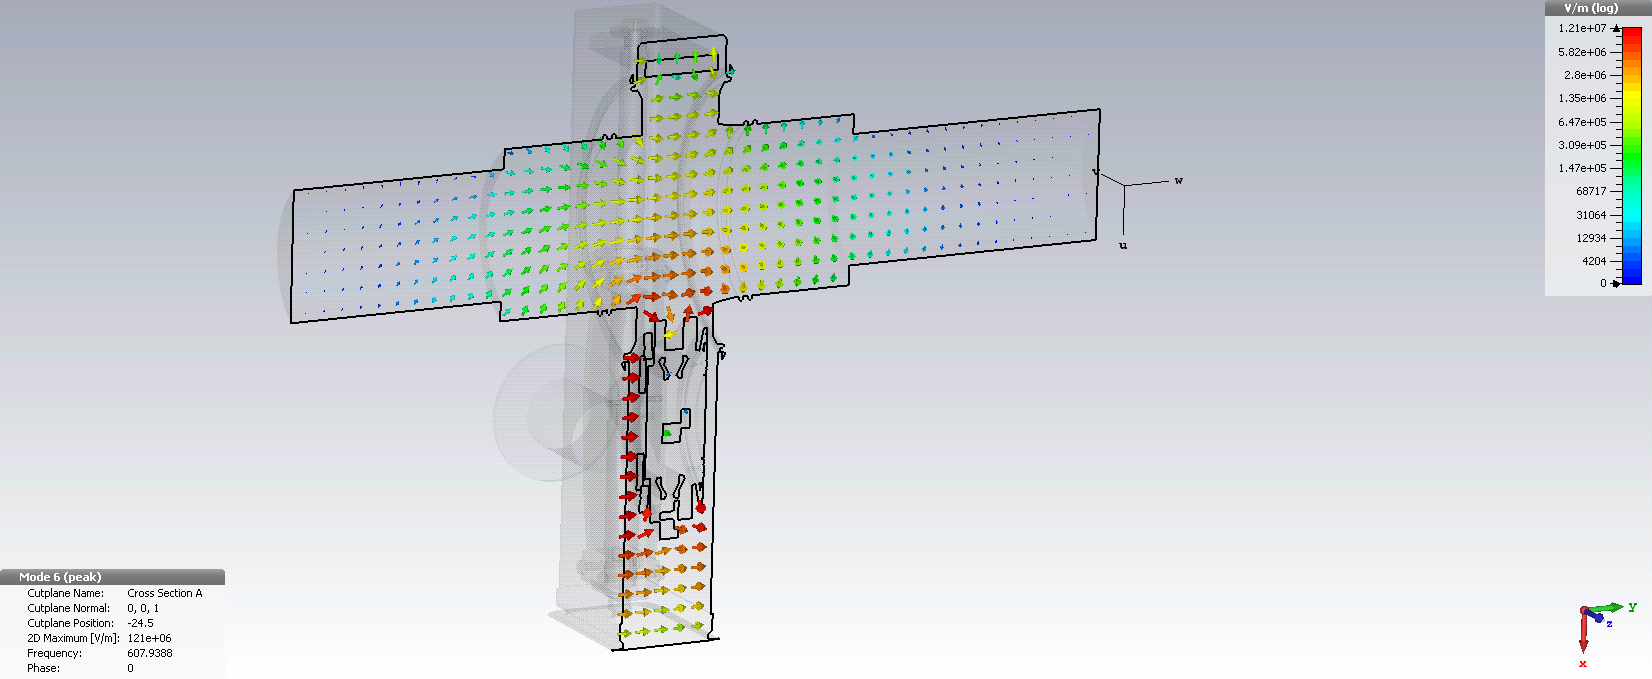 V/m (log)
1.21e+07
5.82e+06
2.8e+06
1.35e+06
6.47e+05
3.09e+05
1.47e+05
68717
31064
12934
4204
0
v
w
u
Mode 6 (peak)
Cutplane Name: Cross Section A
Cutplane Normal: 0, 0, 1
Cutplane Position: -24.5
2D Maximum [V/m]: 121e+06
Frequency: 607.9388
Phase: 0
y
z
x